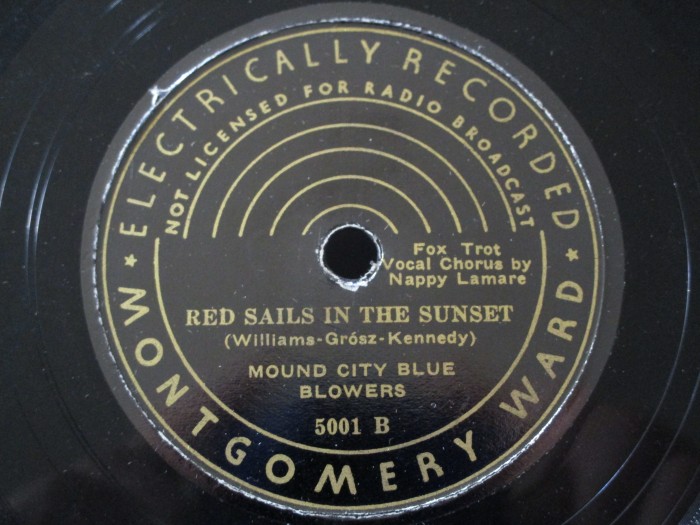 ELECTRICALLY RECORDED
NOT LICENSED FOR RADIO BROADCAST
Fox Trot
Vocal Chorus by
Nappy Lamare
RED SAILS IN THE SUNSET
(Williams-Grósz-Kennedy)
MOUND CITY BLUE
BLOWERS
5001 B
★ MONTGOMERY WARD ★